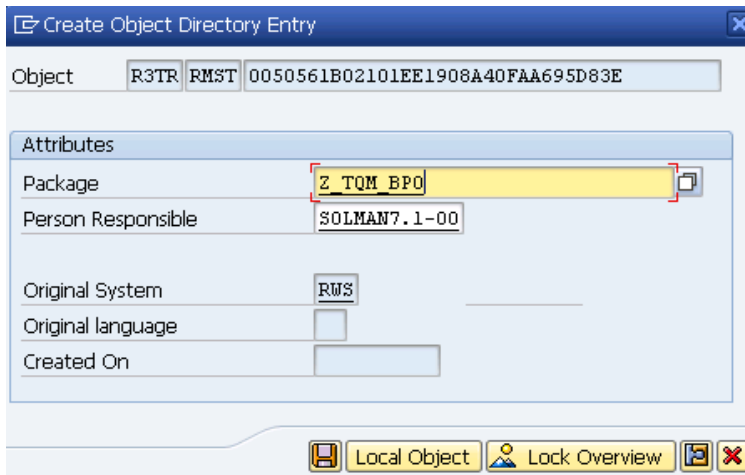 Create Object Directory Entry
Object R3TR RMST 0050561B02101EE1908A40FAA695D83E
Attributes
Package Z_TQM_BPO
Person Responsible SOLMAN7.1-00
Original System RWS
Original language
Created On
Local Object Lock Overview